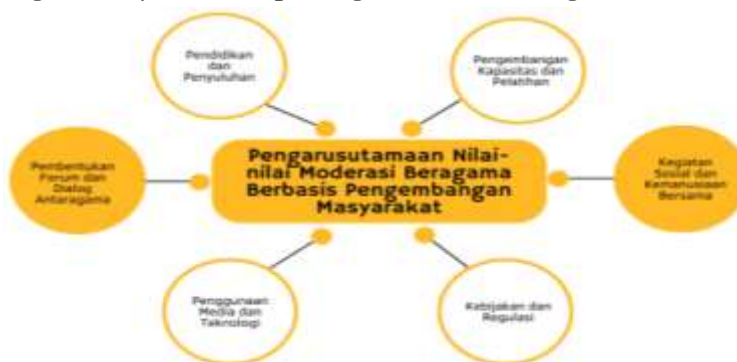 Pendidikan
dan
Penyuluhan
Pengembangan
Kapasitas dan
Pelatihan
Pembentukan
Forum dan
Dialog
Antaragama
Pengarusutamaan Nilai-
nilai Moderasi Beragama
Berbasis Pengembangan
Masyarakat
Kegiatan
Sosial dan
Kemanusiaan
Bersama
Penggunaan
Media dan
Teknologi
Kebijakan dan
Regulasi